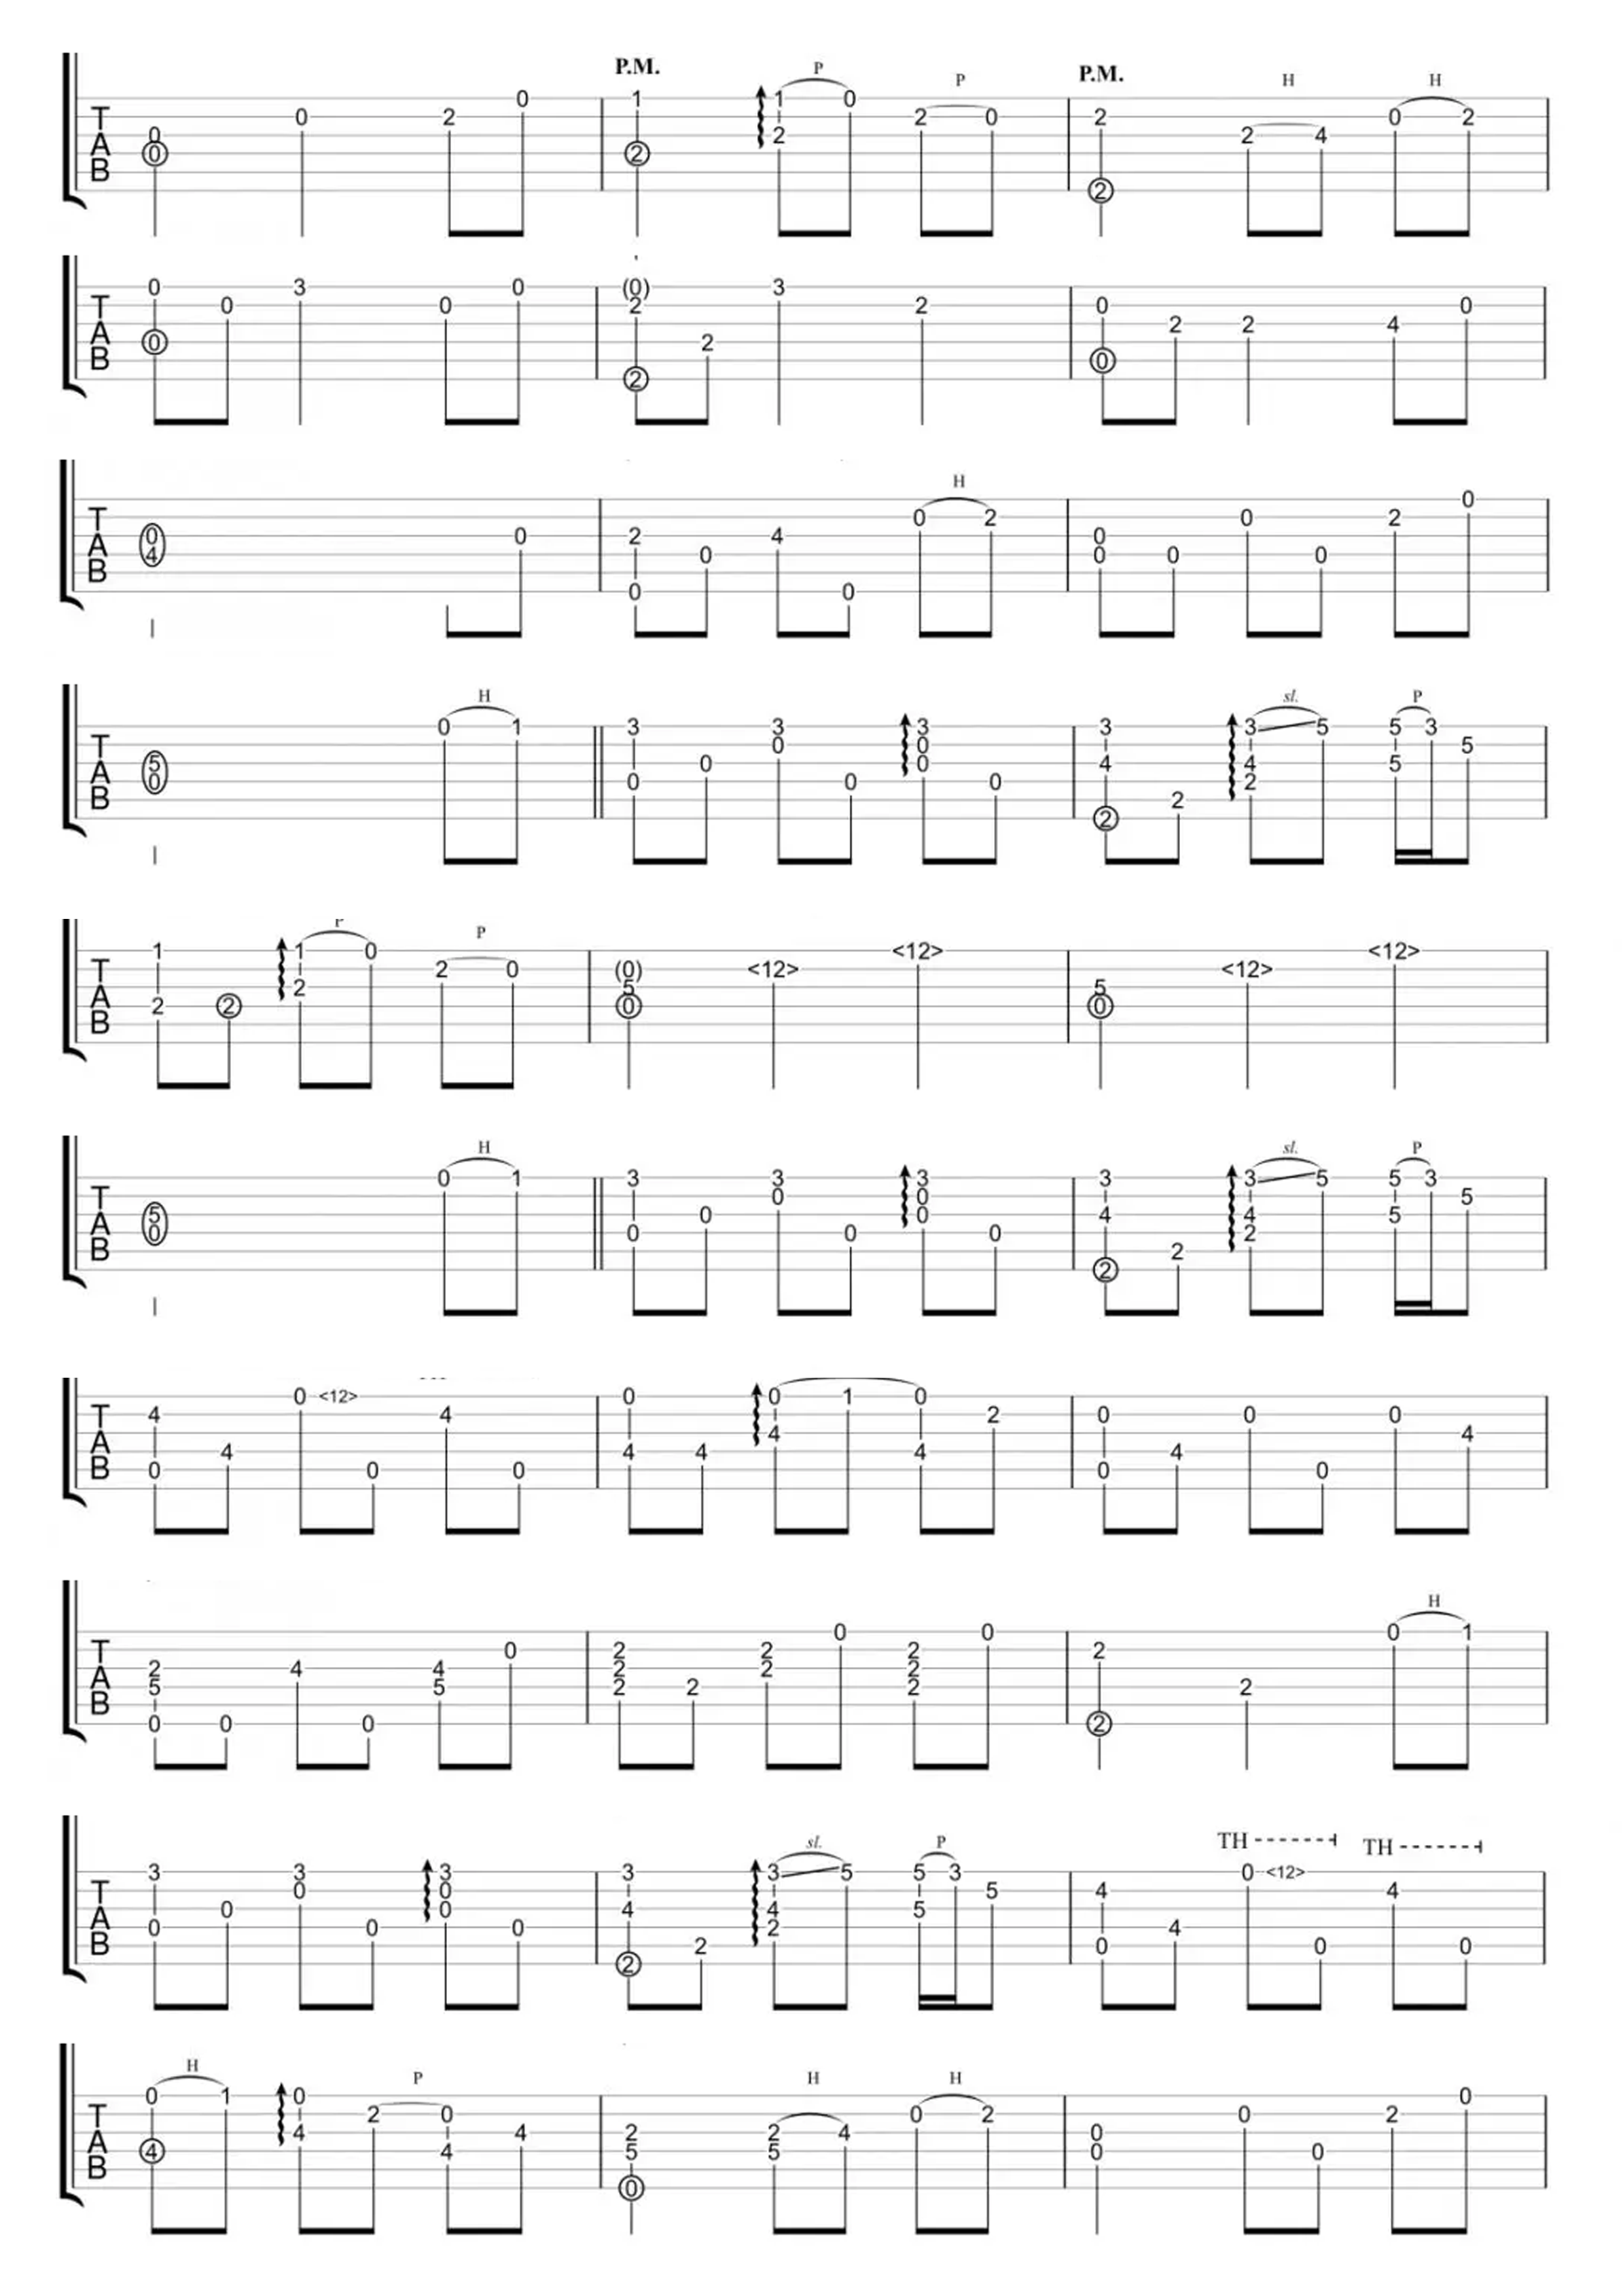 P.M. P P P.M. H H
0 1 1 0
T 0 2 2 0 2 0 2
0 2 2 4
A 0 2
B
2
0 3 0 (0) 3
T 0 0 2 2 0 0
2 2 4
A 0 2
B 0
2
H
0
T 0 2 0 2
0 2 4 0
A 4 0 0 0 0
B
0 0
H sl. P
0 1 3 3 3 3 3 5 5 3
T 0 0 5
5 0 0 4 4 5
A 0 0 0 0 2
B 2
2
P P
1 1 0 <12> <12>
T 2 0 (0) <12> <12>
2 5 5
A 2 2 0 0
B
H sl. P
0 1 3 3 3 3 3 5 5 3
T 0 0 5
5 0 0 4 4 5
A 0 0 0 0 2
B 2
2
0 <12> 0 0 1 0
T 4 4 2 0 0 0
4 4
A 4 4 4 4 4
B 0 0 0 0 0
H
0 0 0 1
T 0 2 2 2 2
2 4 4 2 2 2
A 5 5 2 2 2 2
B
0 0 0 2
sl. P TH TH
3 3 3 3 3 5 5 3 0 <12>
T 0 0 5 4 4
0 0 4 4 5
A 0 0 0 2 4
B 2 0 0 0
2
H P H H
0 1 0 0
T 2 0 0 2 0 2
4 4 2 2 4 0
A 4 4 5 5 0 0
B
0